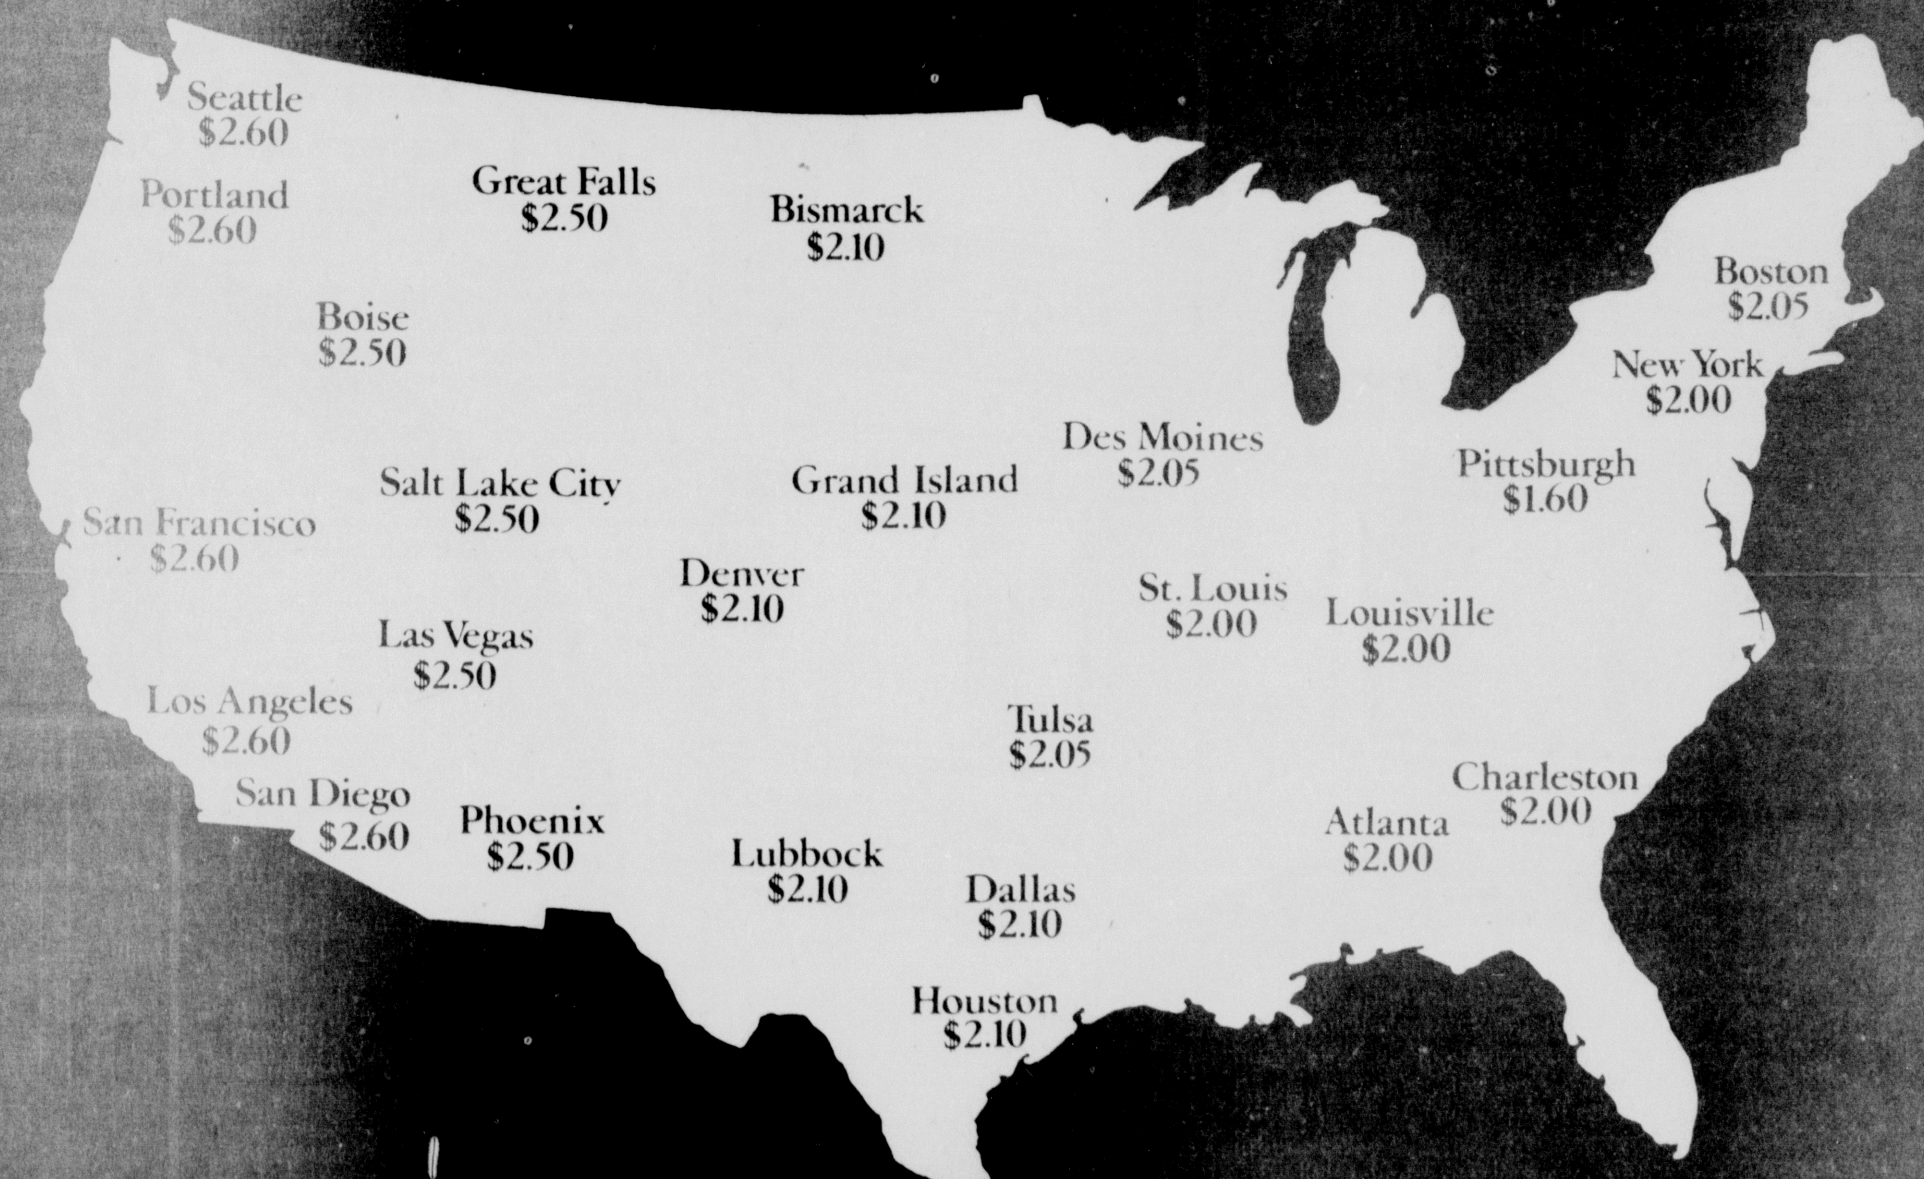 Seattle
$2.60
Portland
$2.60
Great Falls
$2.50
Bismarck
$2.10
Boise
$2.50
Boston
$2.05
New York
$2.00
Des Moines
$2.05
Pittsburgh
$1.60
Salt Lake City
$2.50
Grand Island
$2.10
San Francisco
$2.60
Denver
$2.10
St. Louis
$2.00
Louisville
$2.00
Las Vegas
$2.50
Los Angeles
$2.60
Tulsa
$2.05
San Diego
$2.60
Phoenix
$2.50
Charleston
$2.00
Atlanta
$2.00
Lubbock
$2.10
Dallas
$2.10
Houston
$2.10